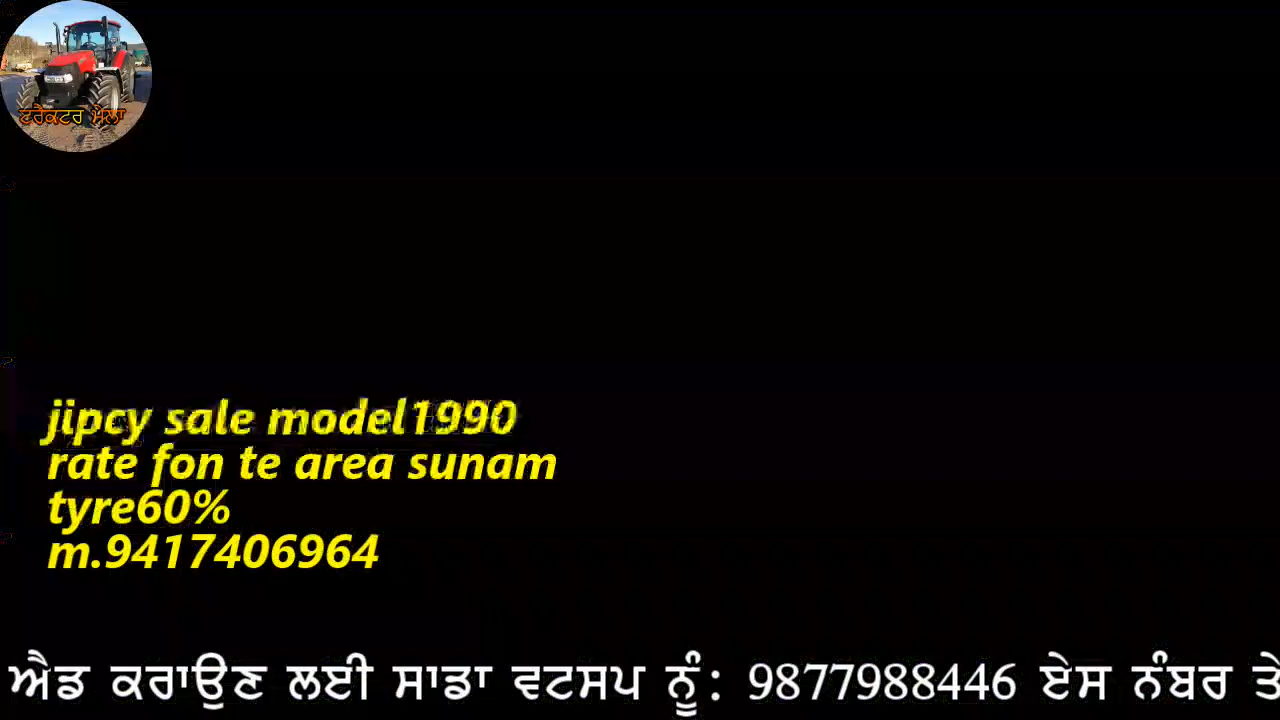 ਟਰੈਕਟਰ ਮੇਲਾ
jipcy sale model1990
rate fon te area sunam
tyre60%
m.9417406964
ਐਡ ਕਰਾਉਣ ਲਈ ਸਾਡਾ ਵਟਸਪ ਨੂੰ: 9877988446 ਏਸ ਨੰਬਰ ਤੇ